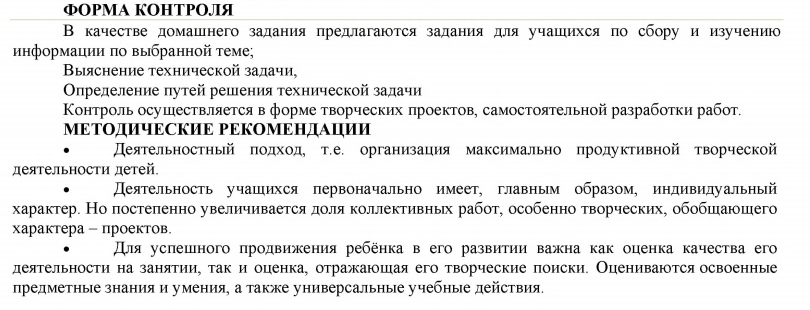 ФОРМА КОНТРОЛЯ
В качестве домашнего задания предлагаются задания для учащихся по сбору и изучению
информации по выбранной теме;
Выяснение технической задачи,
Определение путей решения технической задачи
Контроль осуществляется в форме творческих проектов, самостоятельной разработки работ.
МЕТОДИЧЕСКИЕ РЕКОМЕНДАЦИИ
• Деятельностный подход, т.е. организация максимально продуктивной творческой
деятельности детей.
• Деятельность учащихся первоначально имеет, главным образом, индивидуальный
характер. Но постепенно увеличивается доля коллективных работ, особенно творческих, обобщающего
характера – проектов.
• Для успешного продвижения ребёнка в его развитии важна как оценка качества его
деятельности на занятии, так и оценка, отражающая его творческие поиски. Оцениваются освоенные
предметные знания и умения, а также универсальные учебные действия.